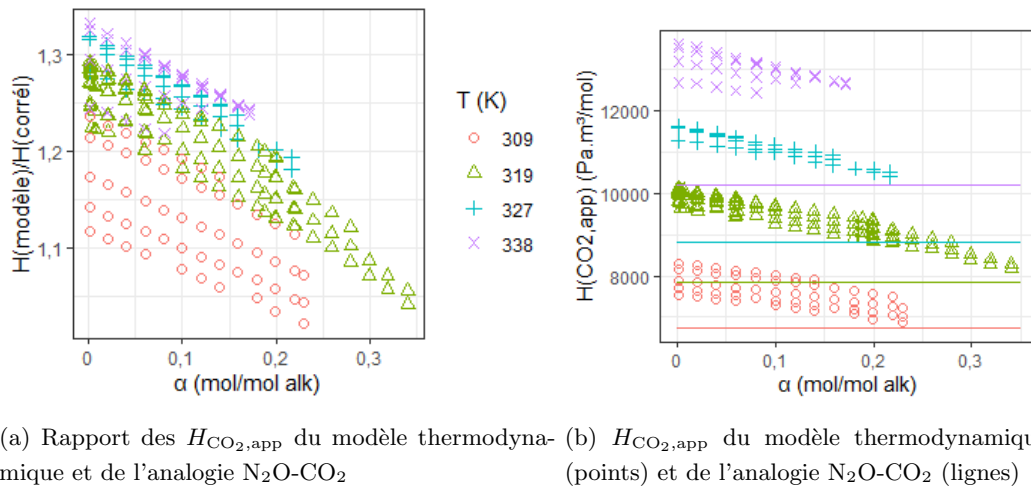 H(modèle)/H(corrél)
1,3
1,2
1,1
0
0,1
0,2
0,3
α (mol/mol alk)
T (K)
309
319
327
338
H(CO2,app) (Pa.m³/mol)
12000
10000
8000
0
0,1
0,2
0,3
α (mol/mol alk)
(a) Rapport des H_CO₂,app du modèle thermodyna-
mique et de l'analogie N₂O-CO₂
(b) H_CO₂,app du modèle thermodynamiqu
(points) et de l'analogie N₂O-CO₂ (lignes)